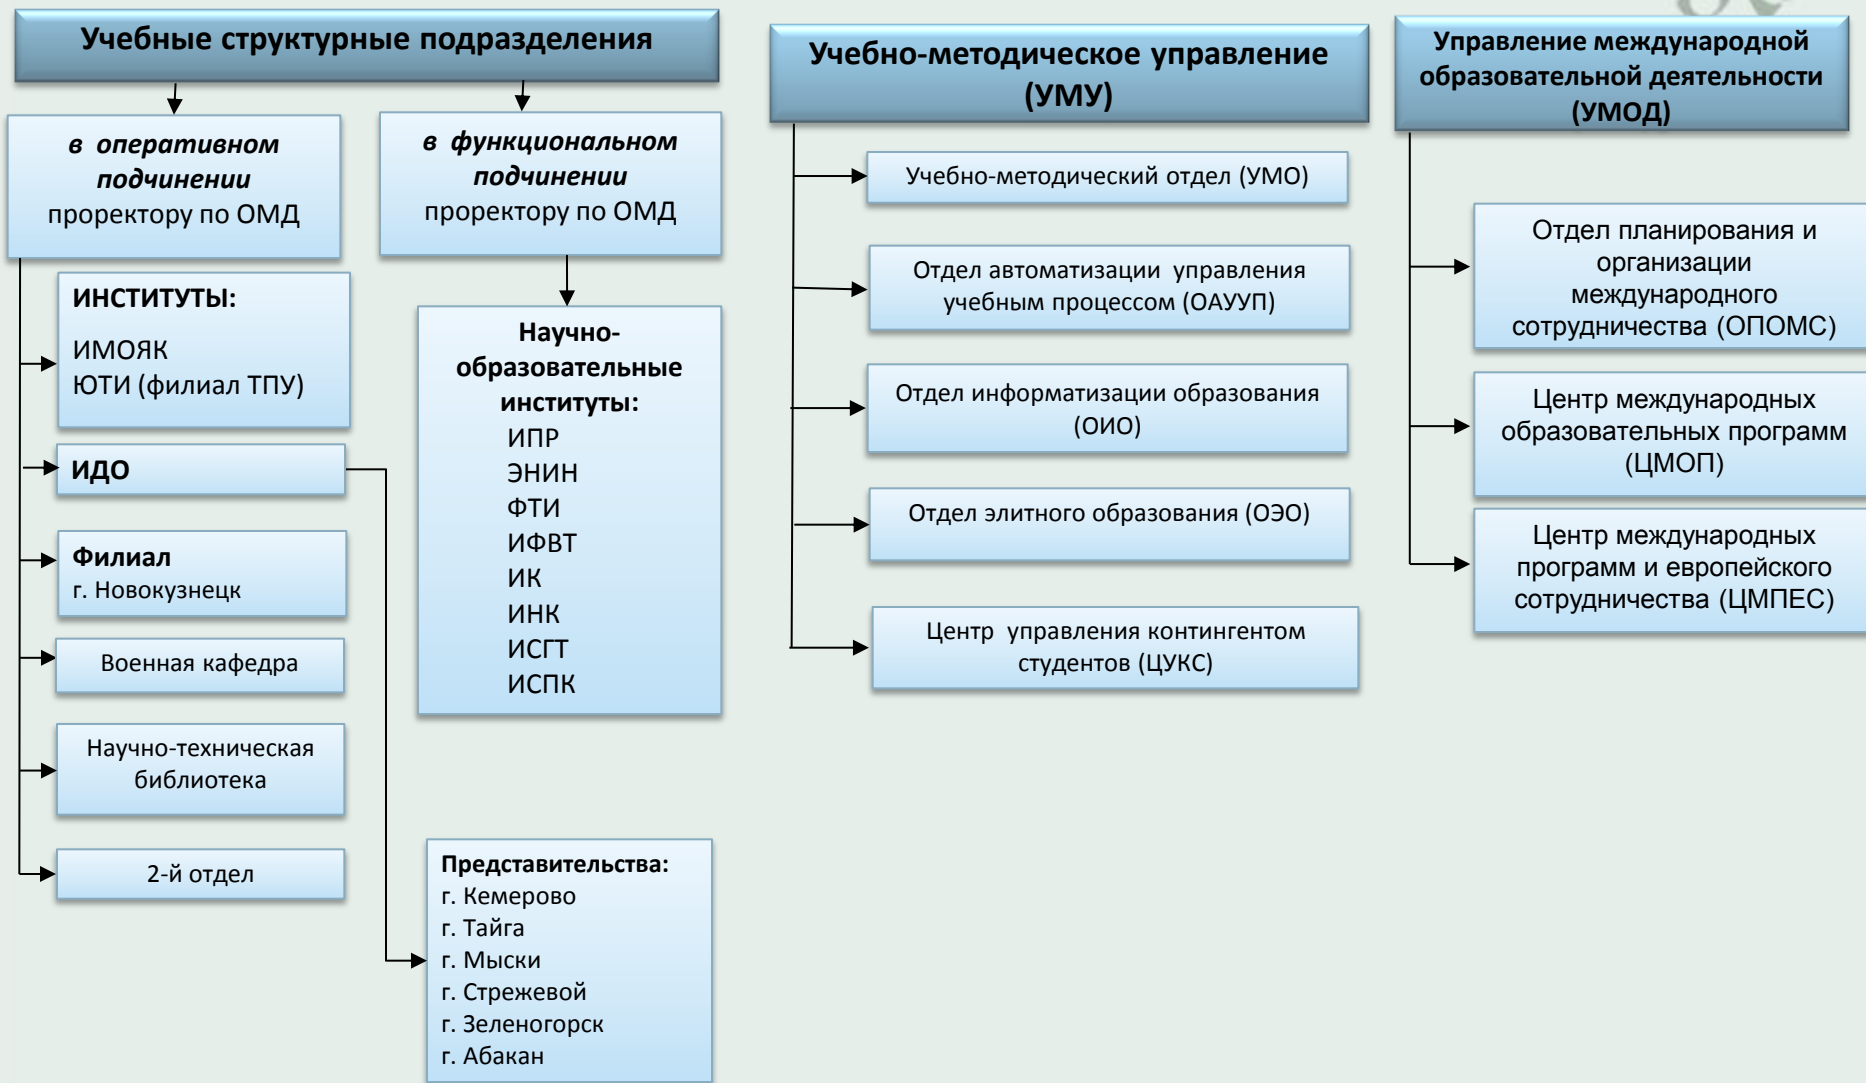 Учебные структурные подразделения
в оперативном
подчинении
проректору по ОМД
в функциональном
подчинении
проректору по ОМД
ИНСТИТУТЫ:
ИМОЯК
ЮТИ (филиал ТПУ)
ИДО
Филиал
г. Новокузнецк
Военная кафедра
Научно-техническая
библиотека
2-й отдел
Научно-
образовательные
институты:
ИПР
ЭНИН
ФТИ
ИФВТ
ИК
ИНК
ИСГТ
ИСПК
Представительства:
г. Кемерово
г. Тайга
г. Мыски
г. Стрежевой
г. Зеленогорск
г. Абакан
Учебно-методическое управление
(УМУ)
Учебно-методический отдел (УМО)
Отдел автоматизации управления
учебным процессом (ОАУУП)
Отдел информатизации образования
(ОИО)
Отдел элитного образования (ОЭО)
Центр управления контингентом
студентов (ЦУКС)
Управление международной
образовательной деятельности
(УМОД)
Отдел планирования и
организации
международного
сотрудничества (ОПОМС)
Центр международных
образовательных программ
(ЦМОП)
Центр международных
программ и европейского
сотрудничества (ЦМПЕС)